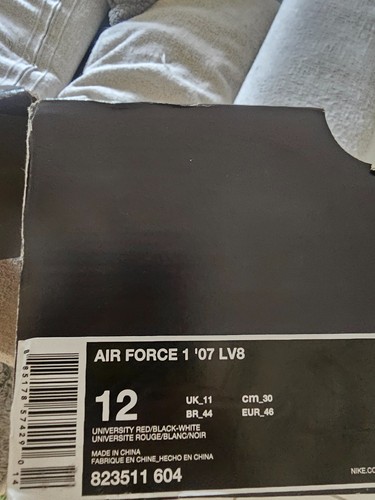 AIR FORCE 1 '07 LV8
12 UK_11 cm_30
BR_44 EUR_46
UNIVERSITY RED/BLACK-WHITE
UNIVERSITE ROUGE/BLANC/NOIR
MADE IN CHINA
FABRIQUE EN CHINE_HECHO EN CHINA
823511 604
NIKE.CO